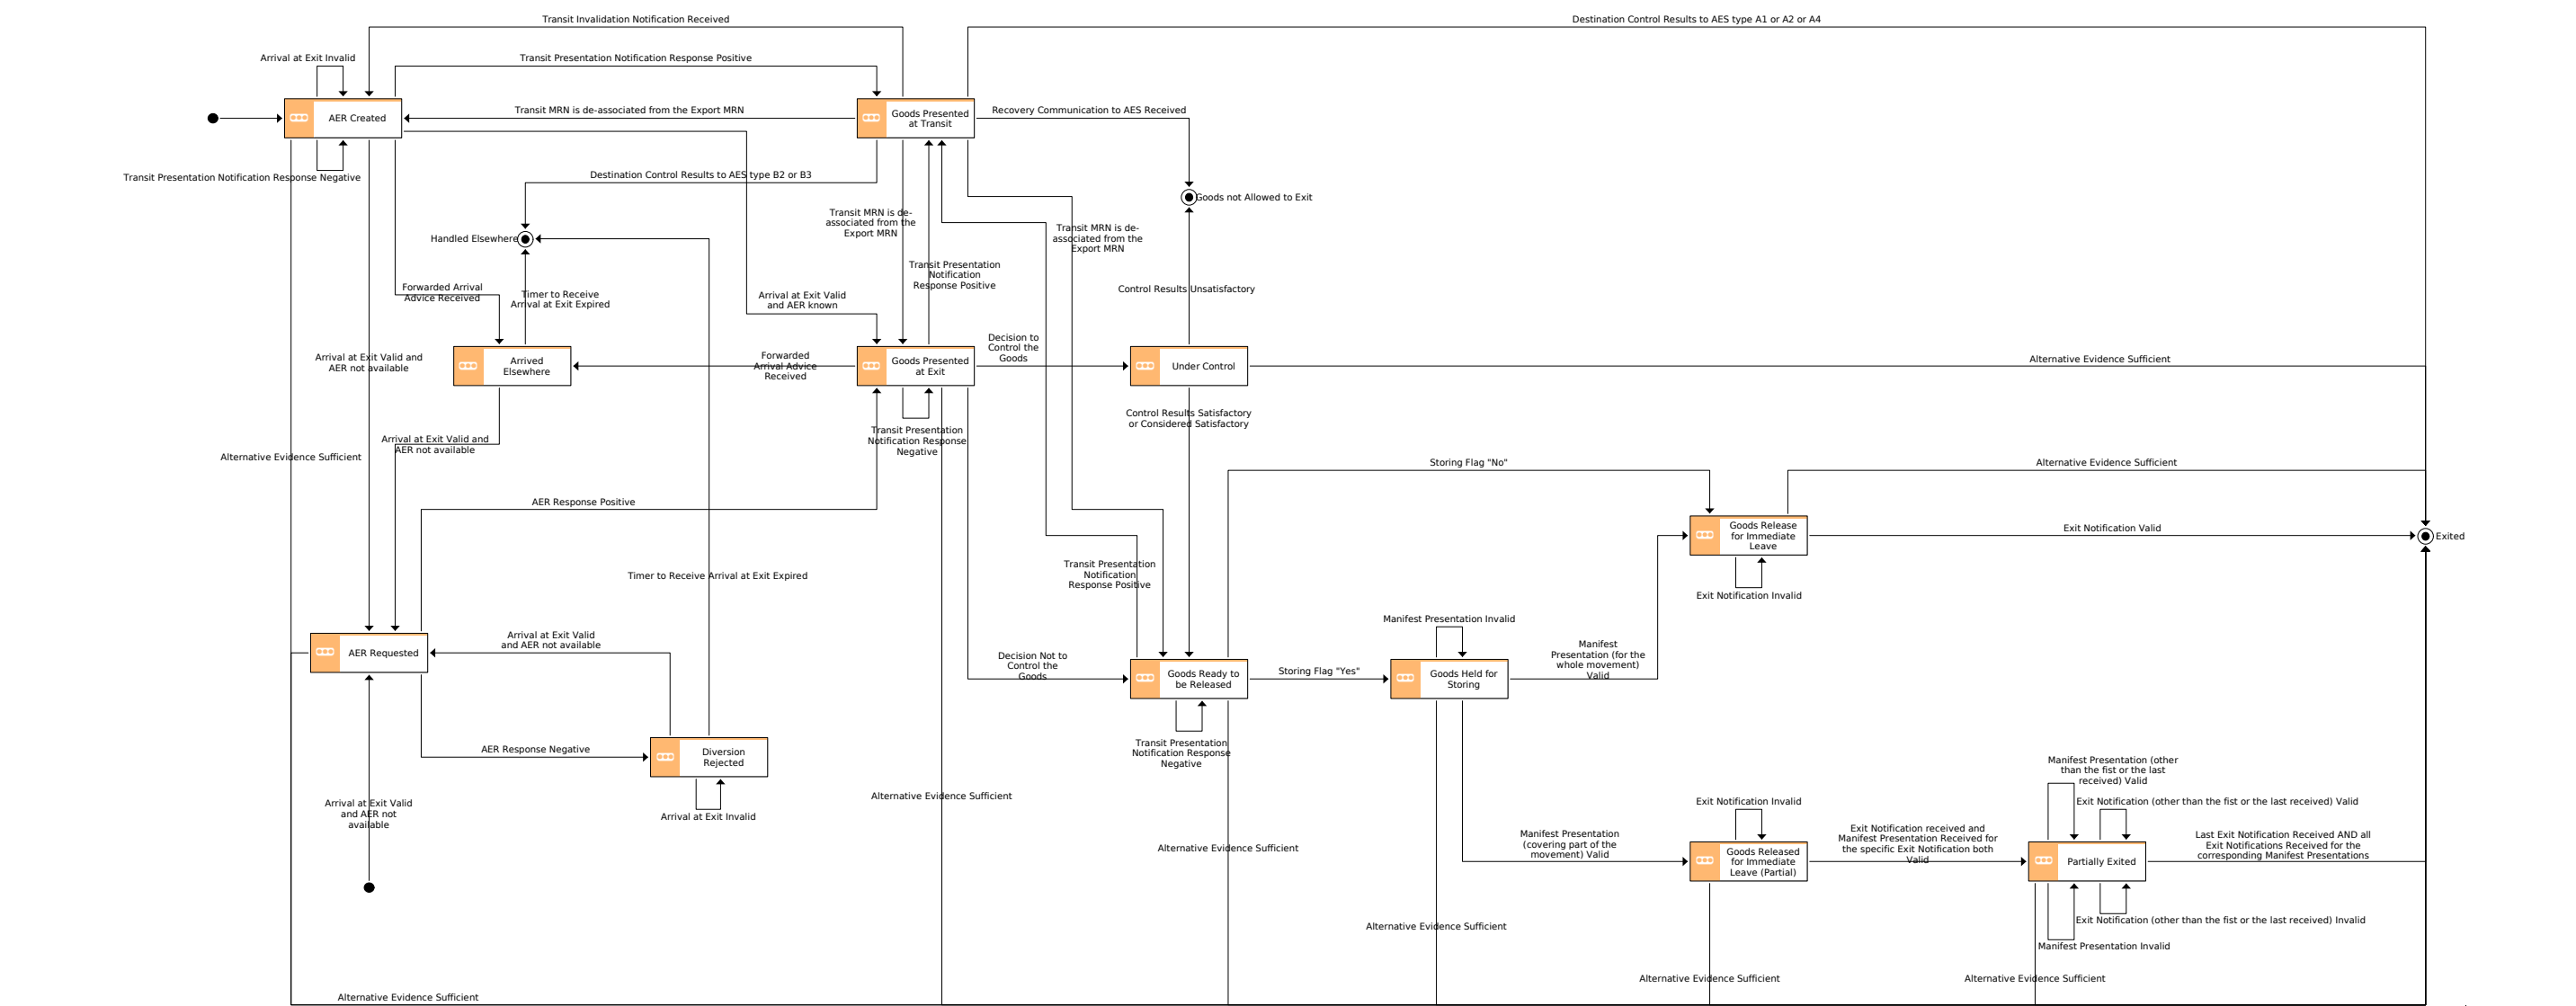 Transit Invalidation Notification Received
Destination Control Results to AES type A1 or A2 or A4
Arrival at Exit Invalid
Transit Presentation Notification Response Positive
AER Created
Transit MRN is de-associated from the Export MRN
Goods Presented
at Transit
Recovery Communication to AES Received
Transit Presentation Notification Response Negative
Destination Control Results to AES type B2 or B3
Goods not Allowed to Exit
Transit MRN is de-
associated from the
Export MRN
Transit MRN is de-
associated from the
Export MRN
Handled Elsewhere
Transit Presentation
Notification
Response Positive
Forwarded Arrival
Advice Received
Timer to Receive
Arrival at Exit Expired
Arrival at Exit Valid
and AER known
Control Results Unsatisfactory
Arrival at Exit Valid and
AER not available
Arrived
Elsewhere
Forwarded
Arrival Advice
Received
Goods Presented
at Exit
Decision to
Control the
Goods
Under Control
Alternative Evidence Sufficient
Control Results Satisfactory
or Considered Satisfactory
Transit Presentation
Notification Response
Negative
Arrival at Exit Valid and
AER not available
Alternative Evidence Sufficient
Storing Flag "No"
Alternative Evidence Sufficient
AER Response Positive
Goods Release
for Immediate
Leave
Exit Notification Valid
Exited
Timer to Receive Arrival at Exit Expired
Transit Presentation
Notification
Response Positive
Exit Notification Invalid
Manifest Presentation Invalid
AER Requested
Arrival at Exit Valid
and AER not available
Decision Not to
Control the
Goods
Goods Ready to
be Released
Storing Flag "Yes"
Goods Held for
Storing
Manifest
Presentation (for the
whole movement)
Valid
AER Response Negative
Diversion
Rejected
Transit Presentation
Notification Response
Negative
Manifest Presentation (other
than the fist or the last
received) Valid
Arrival at Exit Valid
and AER not
available
Arrival at Exit Invalid
Alternative Evidence Sufficient
Exit Notification Invalid
Exit Notification (other than the fist or the last received) Valid
Alternative Evidence Sufficient
Manifest Presentation
(covering part of the
movement) Valid
Goods Released
for Immediate
Leave (Partial)
Exit Notification received and
Manifest Presentation Received for
the specific Exit Notification both
Valid
Partially Exited
Last Exit Notification Received AND all
Exit Notifications Received for the
corresponding Manifest Presentations
Alternative Evidence Sufficient
Exit Notification (other than the fist or the last received) Invalid
Manifest Presentation Invalid
Alternative Evidence Sufficient
Alternative Evidence Sufficient
Alternative Evidence Sufficient